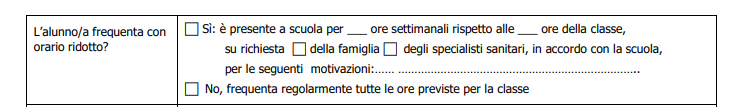 L'alunno/a frequenta con
orario ridotto?
☐ Sì: è presente a scuola per ___ ore settimanali rispetto alle ___ ore della classe,
su richiesta ☐ della famiglia ☐ degli specialisti sanitari, in accordo con la scuola,
per le seguenti motivazioni:...... ........................................................................
☐ No, frequenta regolarmente tutte le ore previste per la classe